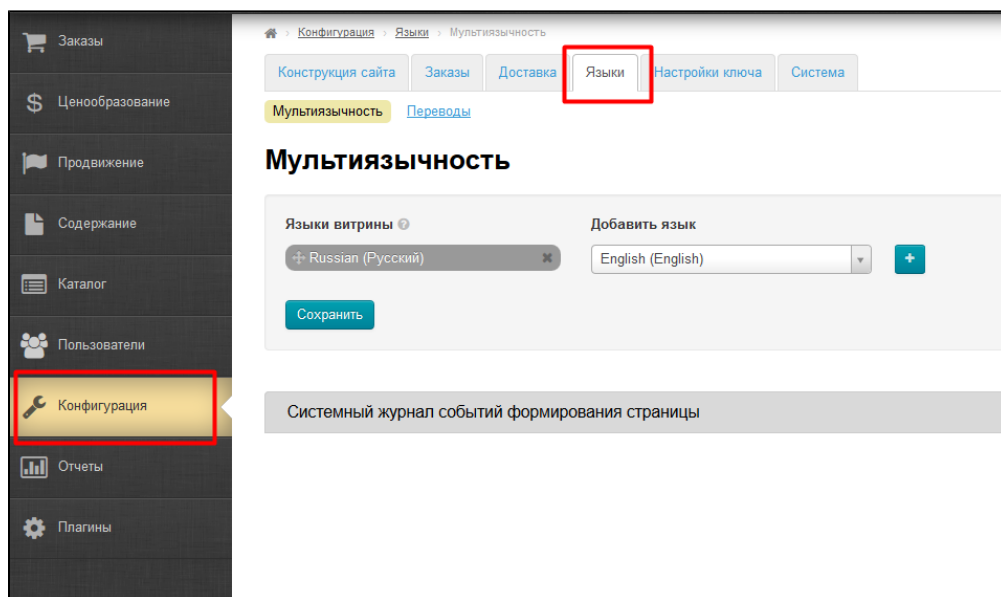 Заказы
Ценообразование
Продвижение
Содержание
Каталог
Пользователи
Конфигурация
Отчеты
Плагины
› Конфигурация › Языки › Мультиязычность
Конструкция сайта Заказы Доставка Языки Настройки ключа Система
Мультиязычность Переводы
Мультиязычность
Языки витрины Добавить язык
Russian (Русский) English (English)
Сохранить
Системный журнал событий формирования страницы